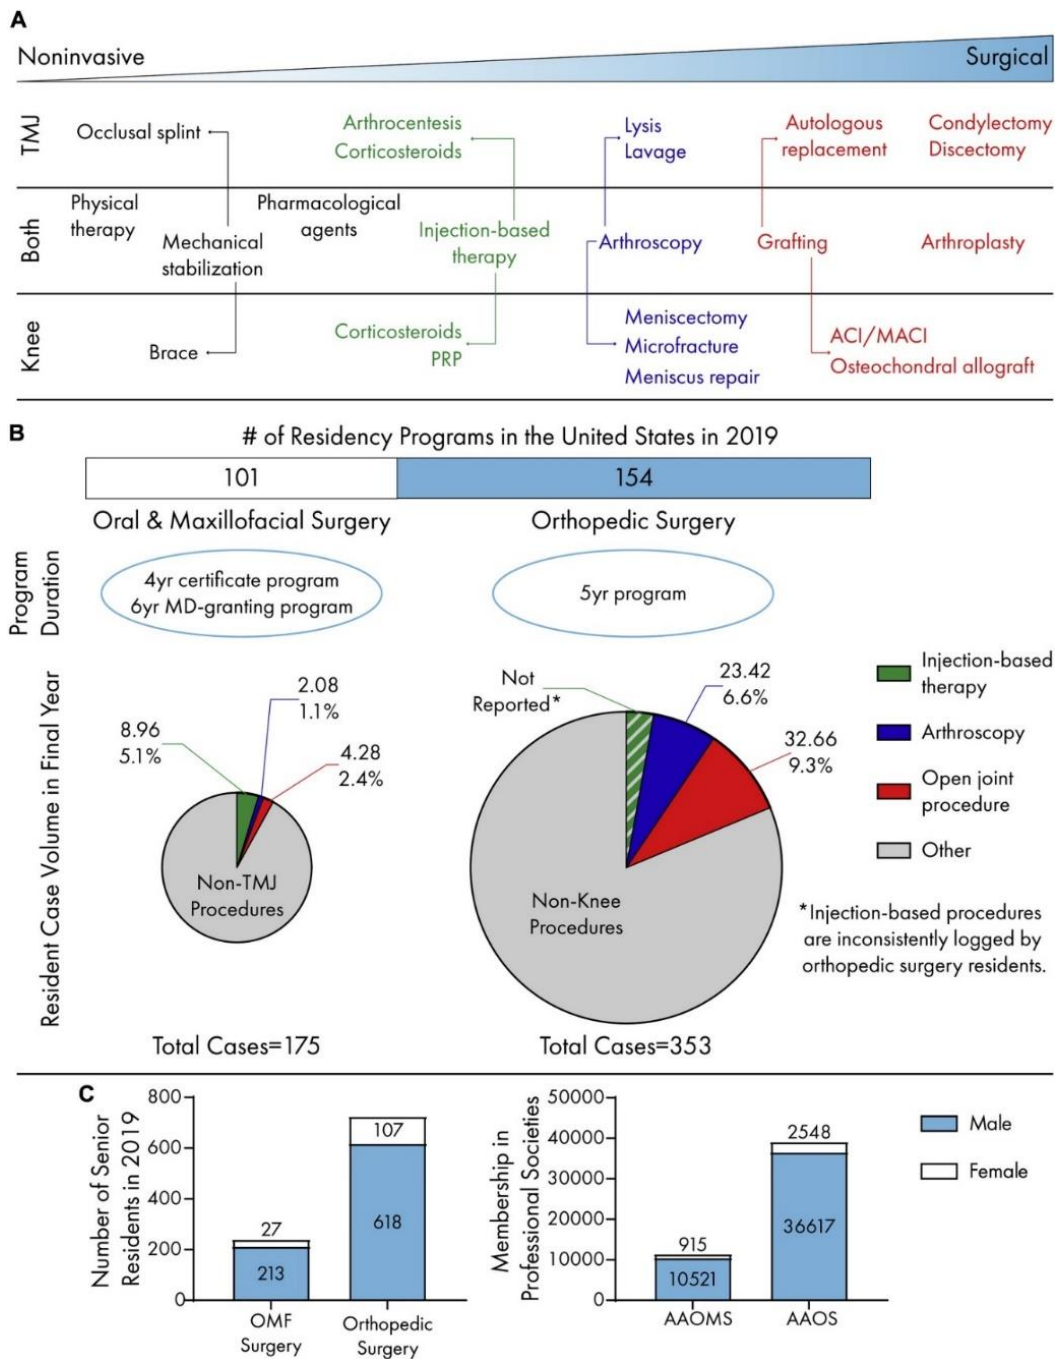 A
Noninvasive
Surgical
TMJ
Occlusal splint
Arthrocentesis
Corticosteroids
Lysis
Lavage
Autologous
replacement
Condylectomy
Discectomy
Both
Physical
therapy
Mechanical
stabilization
Pharmacological
agents
Injection-based
therapy
Arthroscopy
Grafting
Arthroplasty
Knee
Brace
Corticosteroids
PRP
Meniscectomy
Microfracture
Meniscus repair
ACI/MACI
Osteochondral allograft
B
# of Residency Programs in the United States in 2019
101
154
Oral & Maxillofacial Surgery
Orthopedic Surgery
Program
Duration
4yr certificate program
6yr MD-granting program
5yr program
Resident Case Volume in Final Year
8.96
5.1%
2.08
1.1%
4.28
2.4%
Non-TMJ
Procedures
Total Cases=175
Not
Reported*
23.42
6.6%
32.66
9.3%
Non-Knee
Procedures
Total Cases=353
Injection-based
therapy
Arthroscopy
Open joint
procedure
Other
*Injection-based procedures
are inconsistently logged by
orthopedic surgery residents.
C
Number of Senior
Residents in 2019
800
600
400
200
0
27
213
107
618
OMF
Surgery
Orthopedic
Surgery
Membership in
Professional Societies
50000
40000
30000
20000
10000
0
915
10521
2548
36617
AAOMS
AAOS
Male
Female